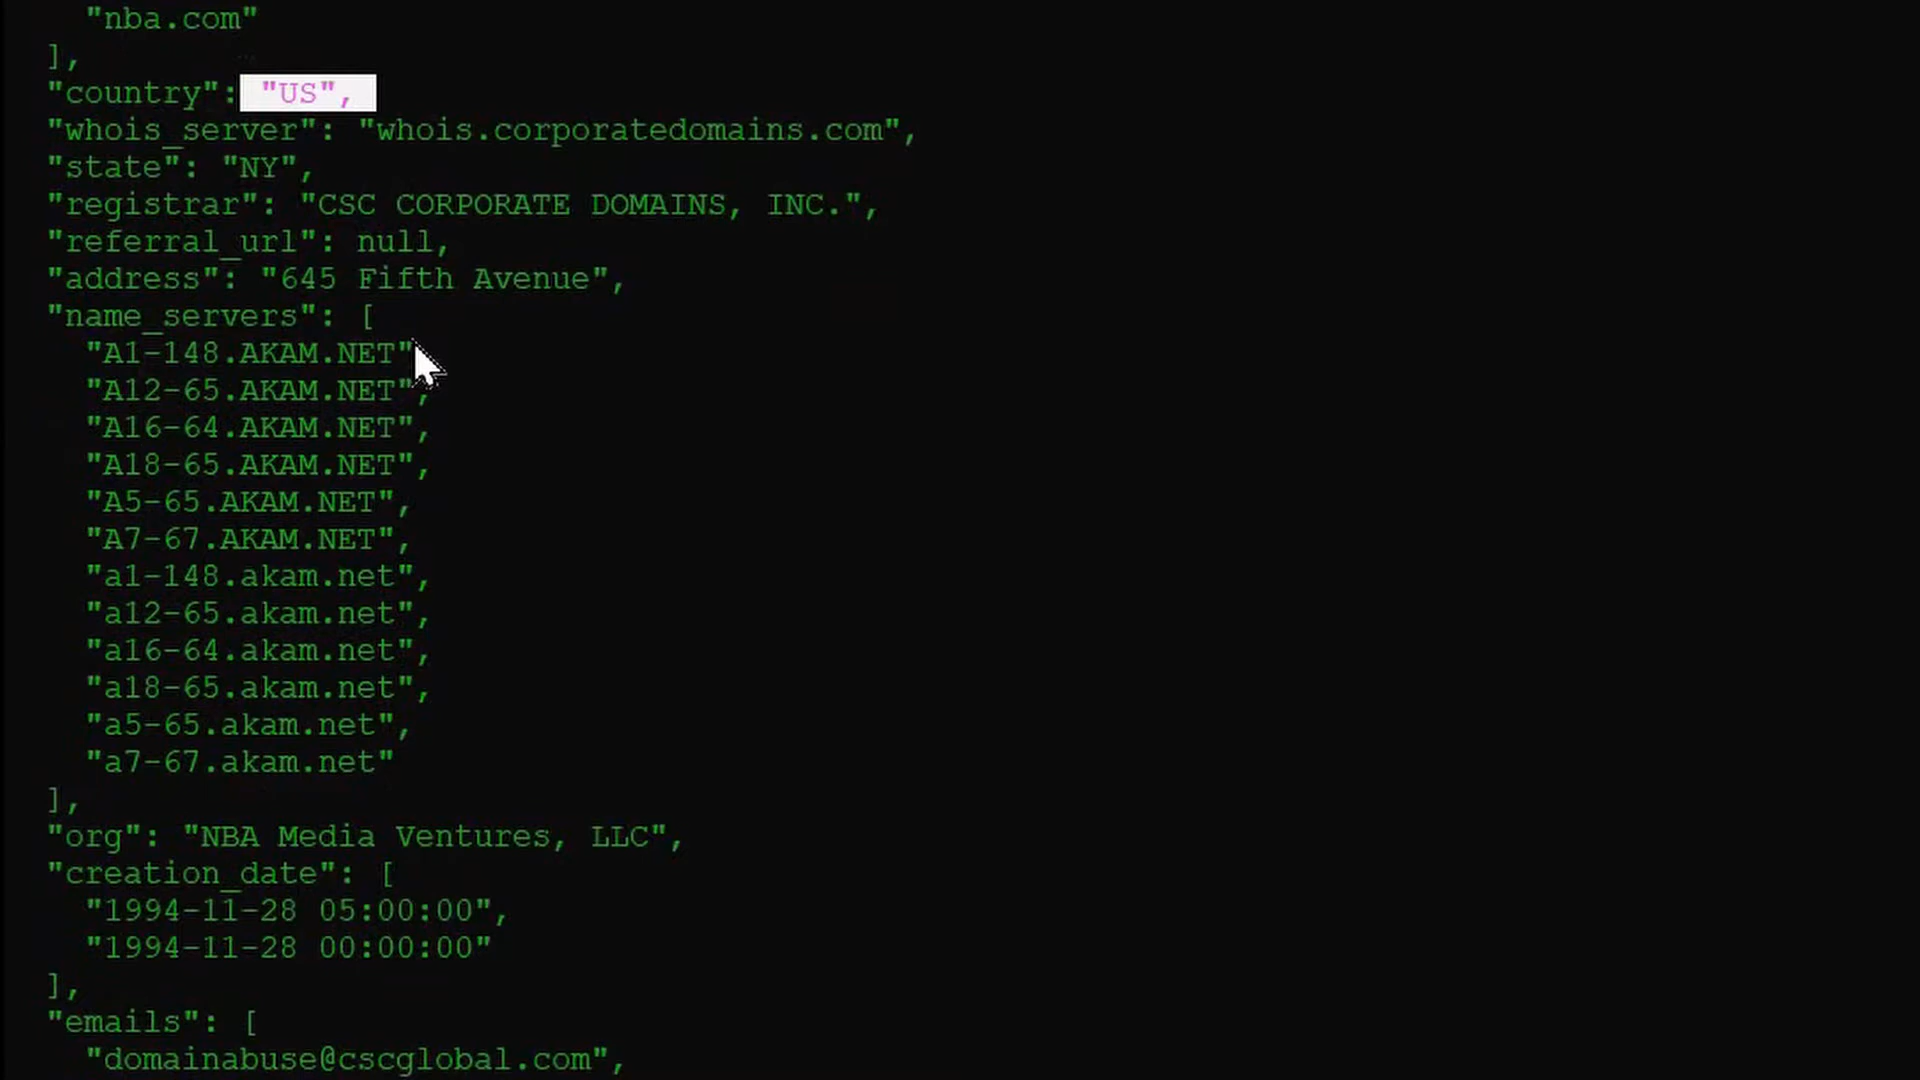 "nba.com"
],
"country": "US",
"whois_server": "whois.corporatedomains.com",
"state": "NY",
"registrar": "CSC CORPORATE DOMAINS, INC.",
"referral_url": null,
"address": "645 Fifth Avenue",
"name_servers": [
"A1-148.AKAM.NET"
"A12-65.AKAM.NET",
"A16-64.AKAM.NET",
"A18-65.AKAM.NET",
"A5-65.AKAM.NET",
"A7-67.AKAM.NET",
"a1-148.akam.net",
"a12-65.akam.net",
"a16-64.akam.net",
"a18-65.akam.net",
"a5-65.akam.net",
"a7-67.akam.net"
],
"org": "NBA Media Ventures, LLC",
"creation_date": [
"1994-11-28 05:00:00",
"1994-11-28 00:00:00"
],
"emails": [
"domainabuse@cscglobal.com",